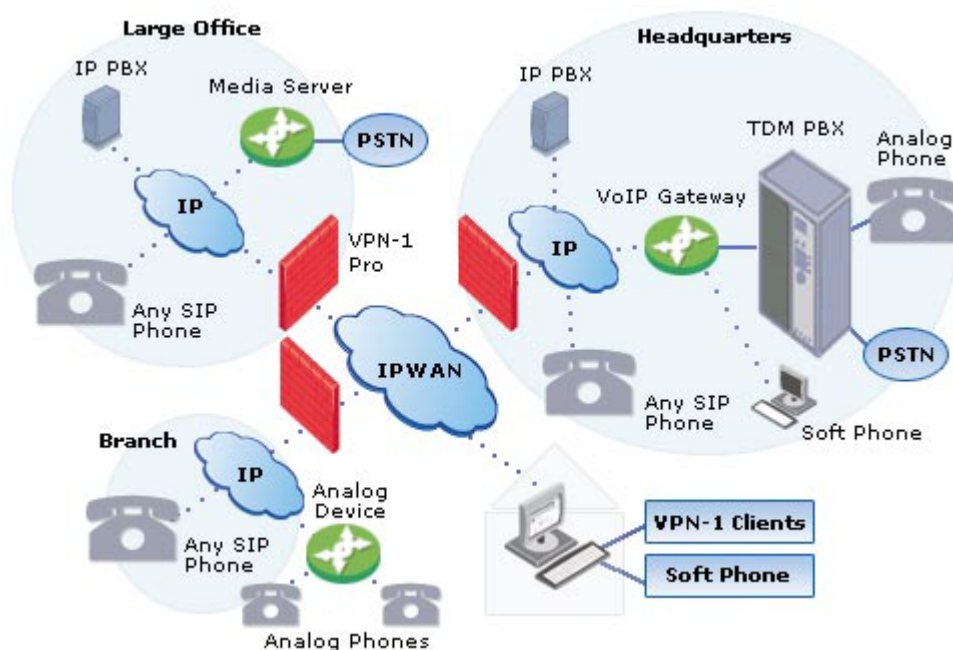 Large Office
IP PBX
Media Server
PSTN
IP
VPN-1
Pro
Any SIP
Phone
Headquarters
IP PBX
TDM PBX
Analog
Phone
VoIP Gateway
IP
PSTN
Any SIP
Phone
Soft Phone
IPWAN
Branch
IP
Analog
Device
Any SIP
Phone
Analog Phones
VPN-1 Clients
Soft Phone